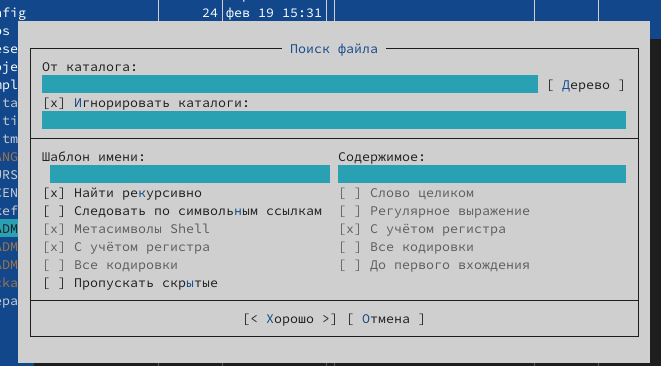 24 фев 19 15:31
Поиск файла
От каталога:
[ Дерево ]
[x] Игнорировать каталоги:
Шаблон имени: Содержимое:
[x] Найти рекурсивно [ ] Слово целиком
[ ] Следовать по символьным ссылкам [ ] Регулярное выражение
[x] Метасимволы Shell [x] С учётом регистра
[x] С учётом регистра [ ] Все кодировки
[ ] Все кодировки [ ] До первого вхождения
[ ] Пропускать скрытые
[< Хорошо >] [ Отмена ]